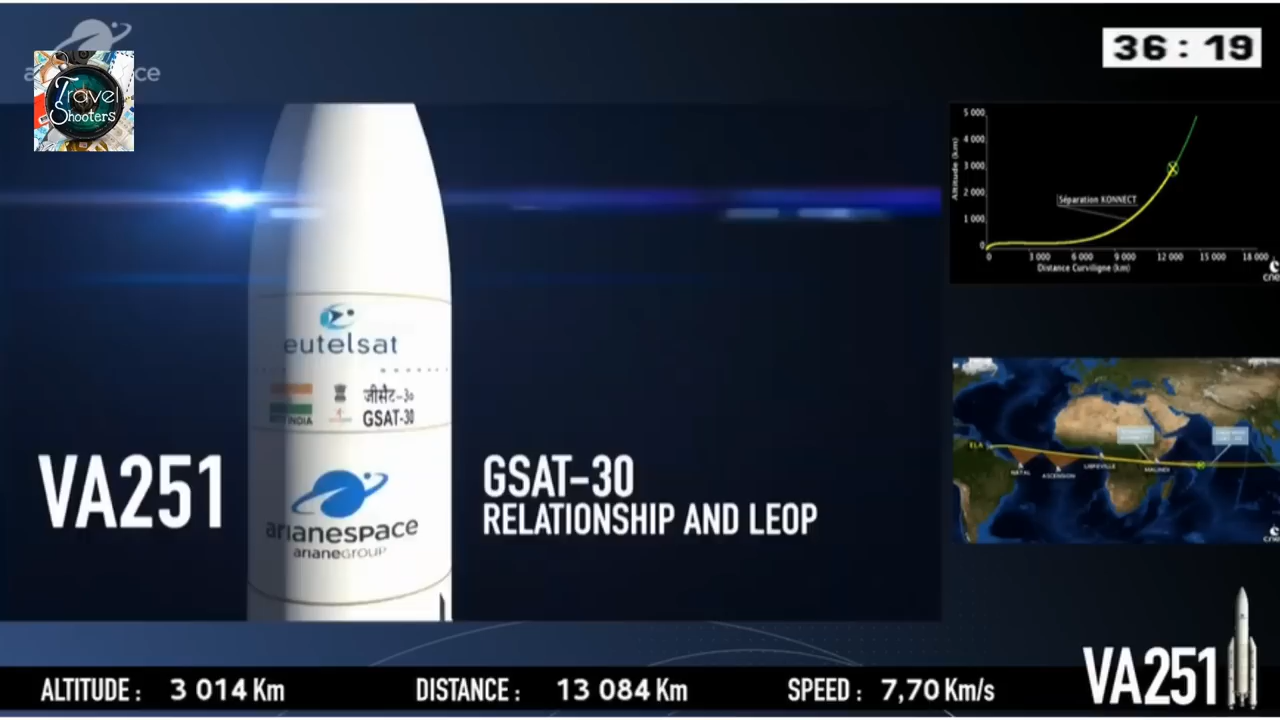 arianespace
Travel
Shooters
36 : 19
eutelsat
जीसैट-३०
GSAT-30
INDIA
arianespace
arianeGROUP
VA251
GSAT-30
RELATIONSHIP AND LEOP
5 000
4 000
3 000
2 000
1 000
0
Altitude (km)
Séparation KONNECT
0 3 000 6 000 9 000 12 000 15 000 18 000
Distance Curviligne (km)
NATAL
ASCENSION
LIBREVILLE
MALINDI
ALTITUDE : 3 014 Km
DISTANCE : 13 084 Km
SPEED : 7,70 Km/s
VA251